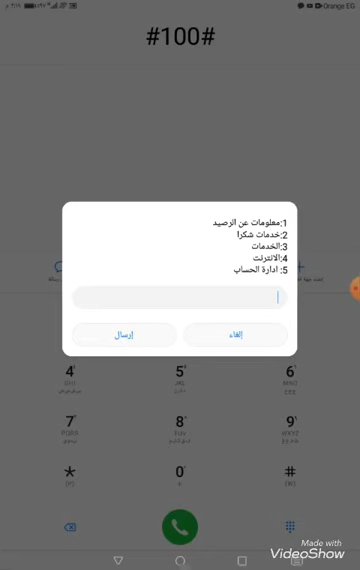 Orange EG
#100#
1:معلومات عن الرصيد
2:خدمات شكرا
3:الخدمات
4:الانترنت
5: ادارة الحساب
إلغاء
إرسال
4
5
6
JKL
MNO
7
8
9
PQRS
TUV
WXYZ
*
0
#
Made with
VideoShow